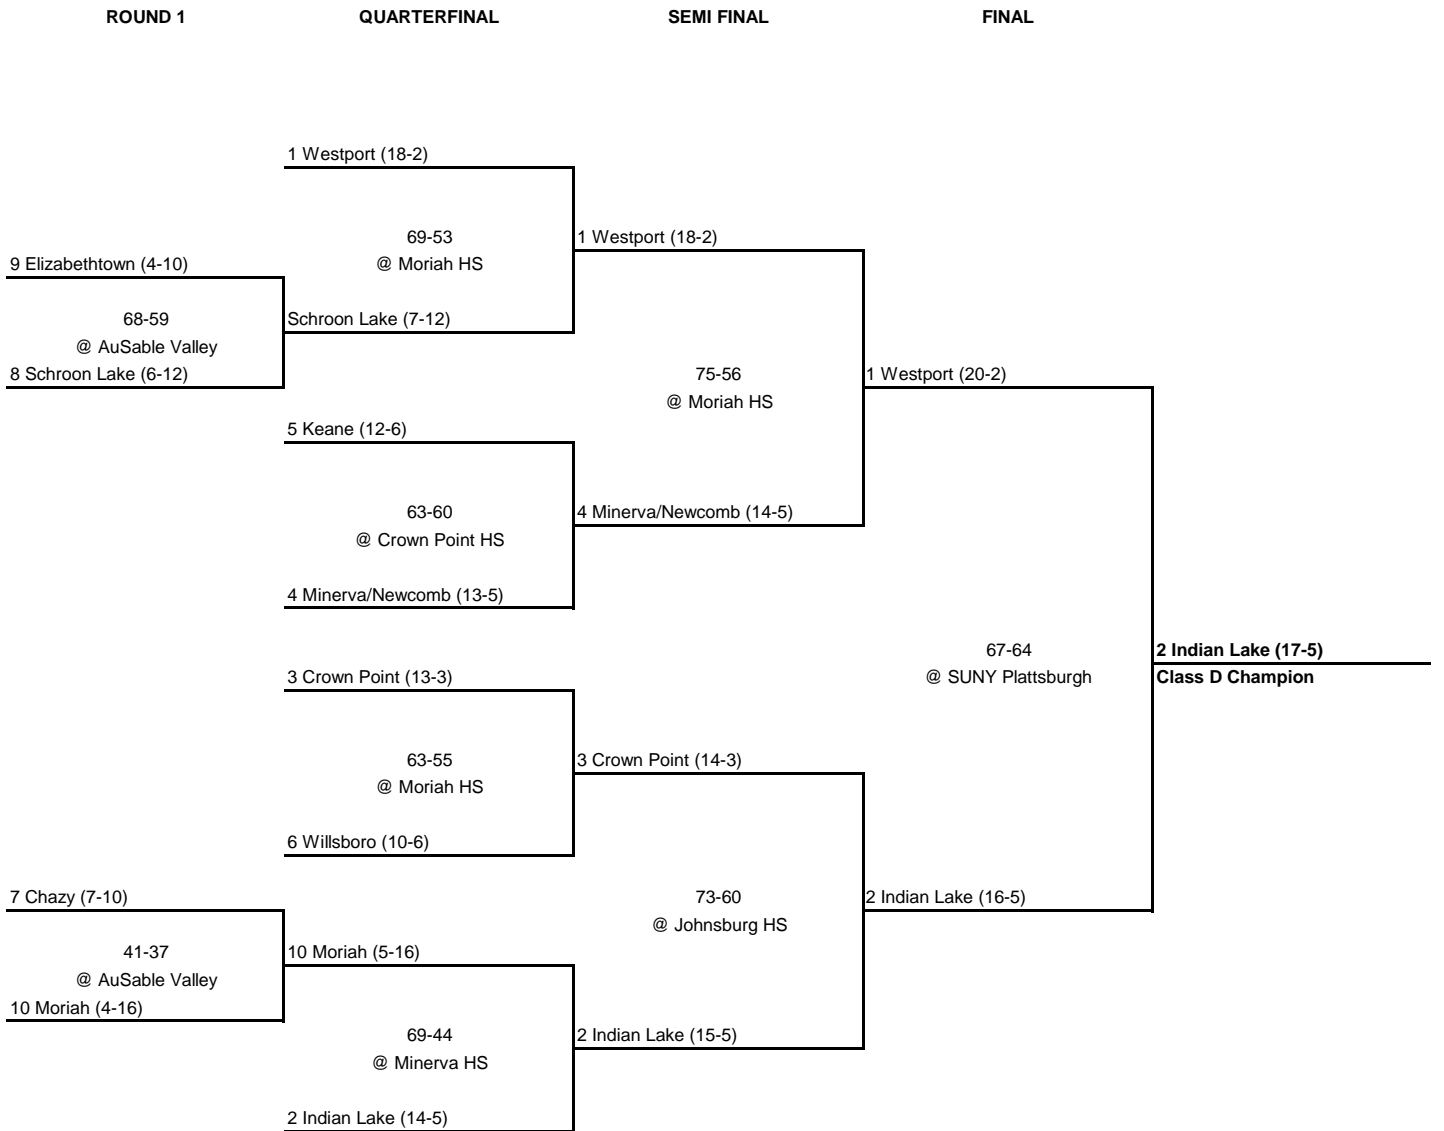 ROUND 1 QUARTERFINAL SEMI FINAL FINAL
1 Westport (18-2)
69-53
@ Moriah HS
1 Westport (18-2)
9 Elizabethtown (4-10)
68-59
@ AuSable Valley
Schroon Lake (7-12)
8 Schroon Lake (6-12)
75-56
@ Moriah HS
1 Westport (20-2)
5 Keane (12-6)
63-60
@ Crown Point HS
4 Minerva/Newcomb (14-5)
4 Minerva/Newcomb (13-5)
67-64
@ SUNY Plattsburgh
2 Indian Lake (17-5)
Class D Champion
3 Crown Point (13-3)
63-55
@ Moriah HS
3 Crown Point (14-3)
6 Willsboro (10-6)
7 Chazy (7-10)
73-60
@ Johnsburg HS
2 Indian Lake (16-5)
41-37
@ AuSable Valley
10 Moriah (5-16)
10 Moriah (4-16)
69-44
@ Minerva HS
2 Indian Lake (15-5)
2 Indian Lake (14-5)